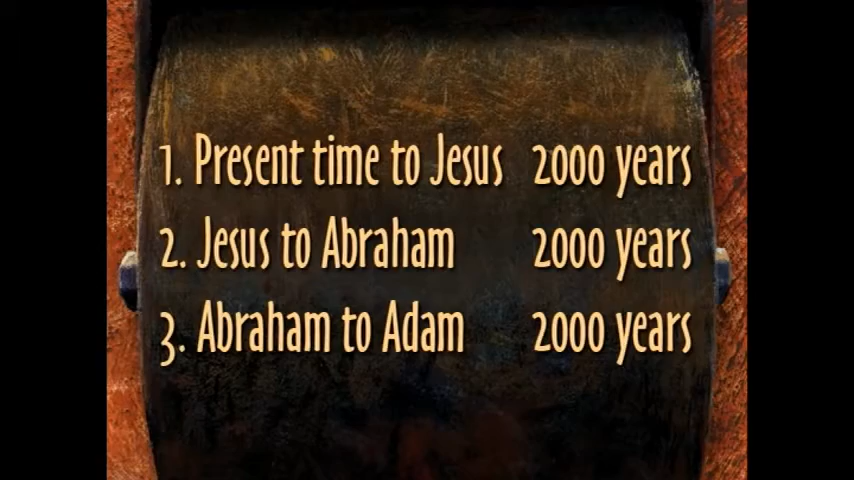 1. Present time to Jesus 2000 years
2. Jesus to Abraham 2000 years
3. Abraham to Adam 2000 years